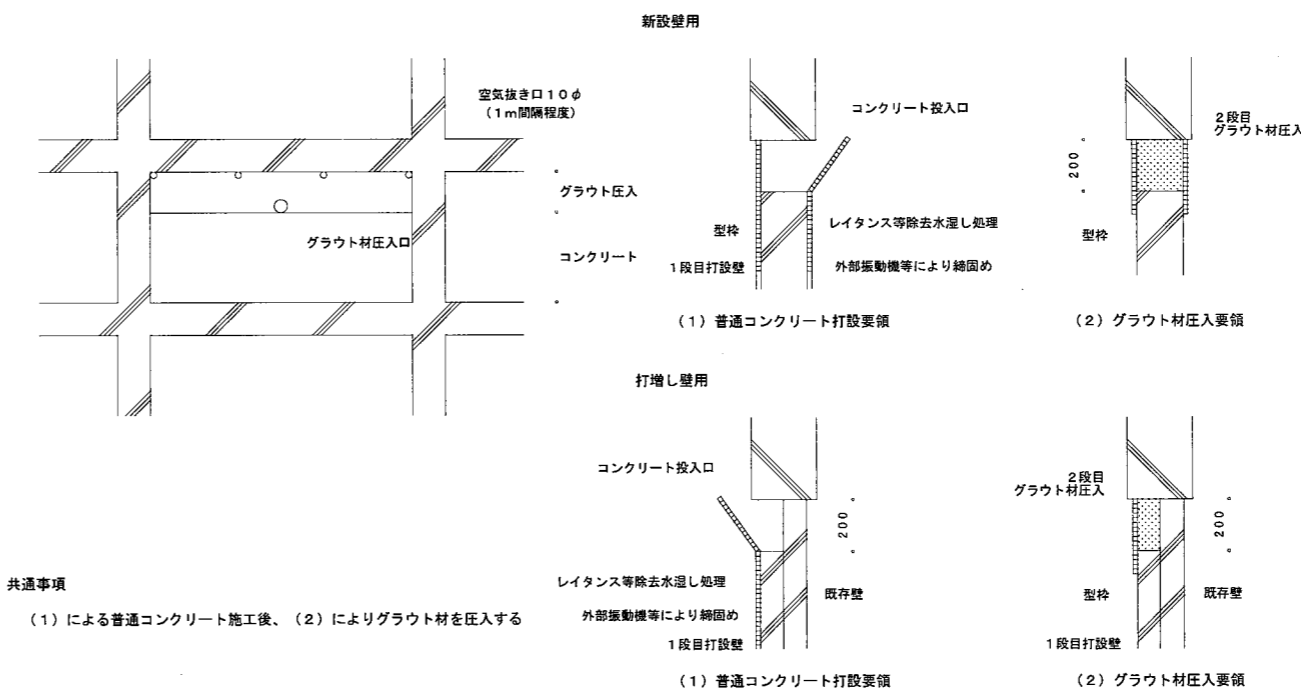 新設壁用
空気抜き口10φ
(1m間隔程度)
グラウト圧入
グラウト材圧入口
コンクリート
コンクリート投入口
型枠
レイタンス等除去水湿し処理
1段目打設壁
外部振動機等により締固め
(1)普通コンクリート打設要領
2段目
グラウト材圧入
200
型枠
(2)グラウト材圧入要領
打増し壁用
コンクリート投入口
200
レイタンス等除去水湿し処理
既存壁
外部振動機等により締固め
1段目打設壁
(1)普通コンクリート打設要領
2段目
グラウト材圧入
200
型枠
既存壁
1段目打設壁
(2)グラウト材圧入要領
共通事項
(1)による普通コンクリート施工後、(2)によりグラウト材を圧入する